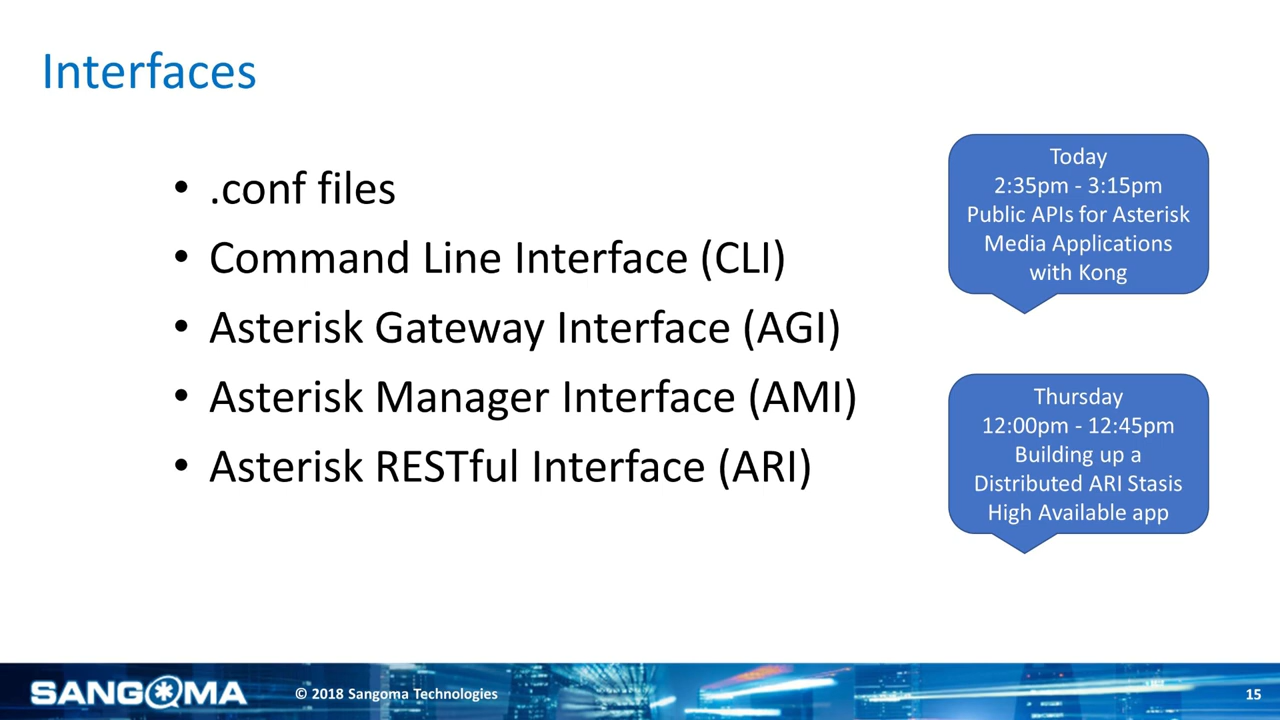 Interfaces
• .conf files
• Command Line Interface (CLI)
• Asterisk Gateway Interface (AGI)
• Asterisk Manager Interface (AMI)
• Asterisk RESTful Interface (ARI)
Today
2:35pm - 3:15pm
Public APIs for Asterisk
Media Applications
with Kong
Thursday
12:00pm - 12:45pm
Building up a
Distributed ARI Stasis
High Available app
SANGOMA
© 2018 Sangoma Technologies
15